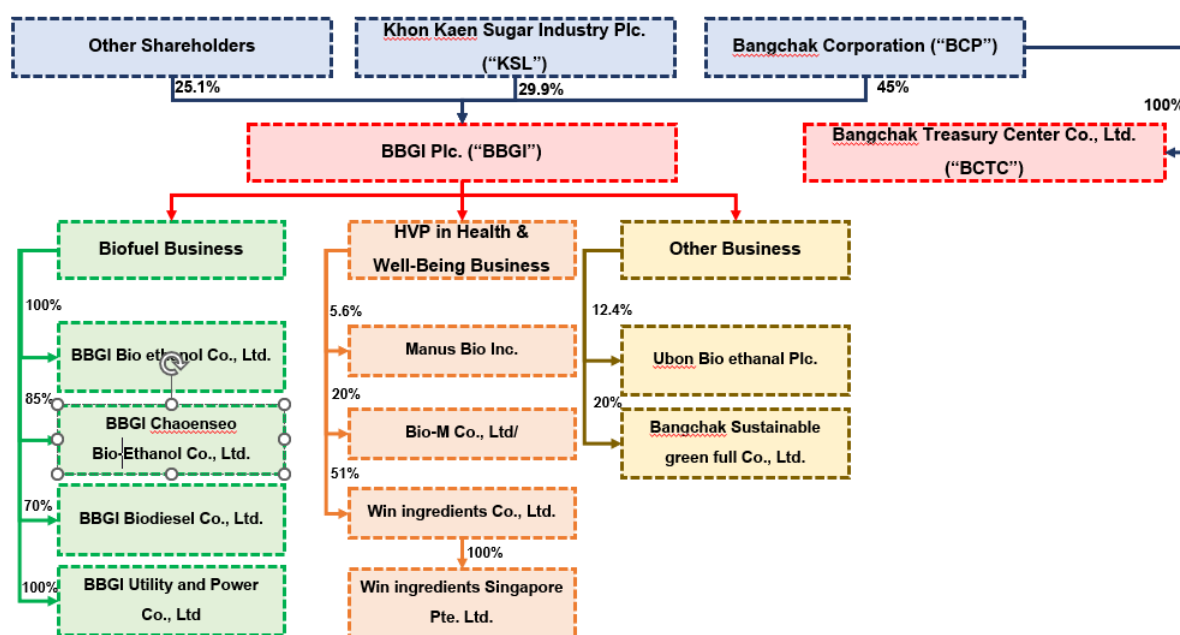 Other Shareholders
Khon Kaen Sugar Industry Plc.
(“KSL”)
Bangchak Corporation (“BCP”)
25.1%
29.9%
45%
100%
BBGI Plc. (“BBGI”)
Bangchak Treasury Center Co., Ltd.
(“BCTC”)
Biofuel Business
HVP in Health &
Well-Being Business
Other Business
100%
BBGI Bio ethonol Co., Ltd.
85%
BBGI Chaoenseo
Bio-Ethanol Co., Ltd.
70%
BBGI Biodiesel Co., Ltd.
100%
BBGI Utility and Power
Co., Ltd
5.6%
Manus Bio Inc.
20%
Bio-M Co., Ltd/
51%
Win ingredients Co., Ltd.
100%
Win ingredients Singapore
Pte. Ltd.
12.4%
Ubon Bio ethanal Plc.
20%
Bangchak Sustainable
green full Co., Ltd.